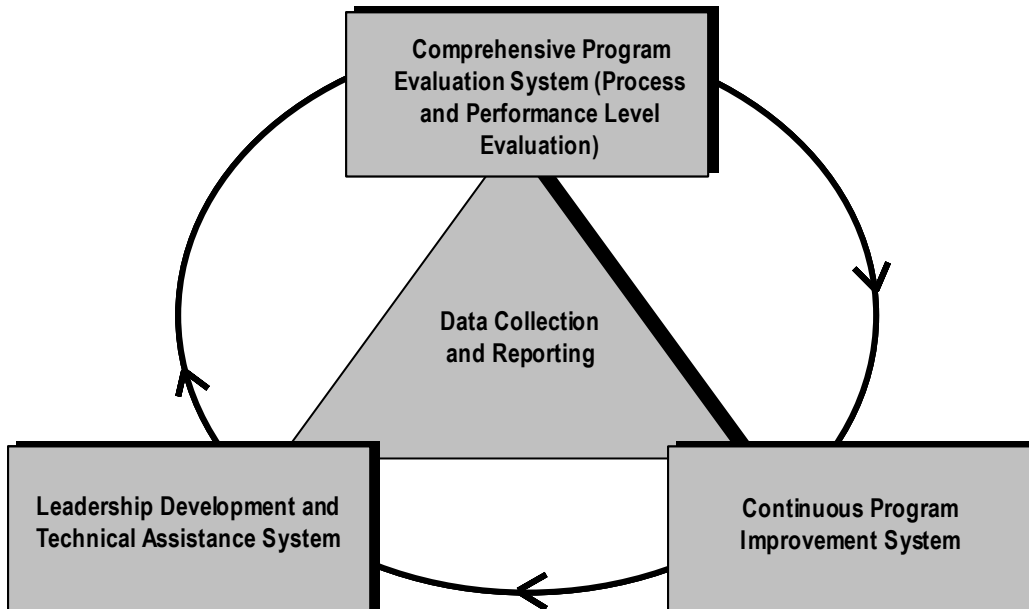 Comprehensive Program
Evaluation System (Process
and Performance Level
Evaluation)
Data Collection
and Reporting
Leadership Development and
Technical Assistance System
Continuous Program
Improvement System